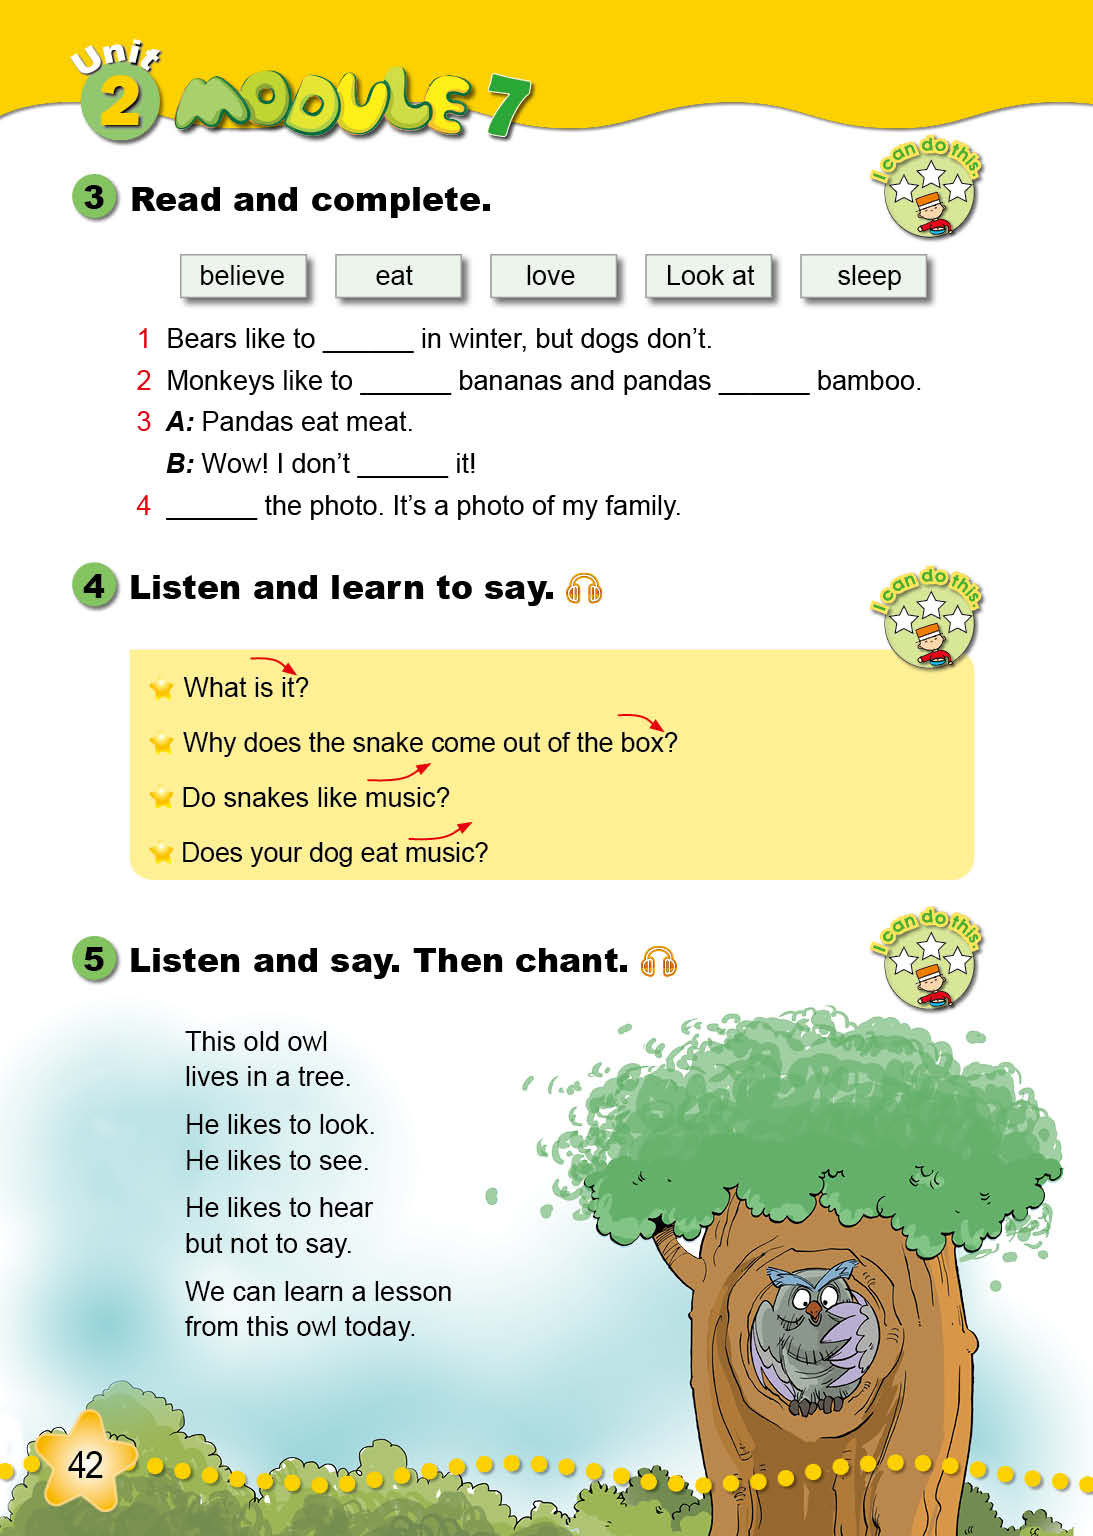 Unit
2 MODULE 7
3 Read and complete.
I can do this.
believe eat love Look at sleep
1 Bears like to ______ in winter, but dogs don't.
2 Monkeys like to ______ bananas and pandas ______ bamboo.
3 A: Pandas eat meat.
B: Wow! I don't ______ it!
4 ______ the photo. It's a photo of my family.
4 Listen and learn to say.
I can do this.
What is it?
Why does the snake come out of the box?
Do snakes like music?
Does your dog eat music?
5 Listen and say. Then chant.
I can do this.
This old owl
lives in a tree.
He likes to look.
He likes to see.
He likes to hear
but not to say.
We can learn a lesson
from this owl today.
42